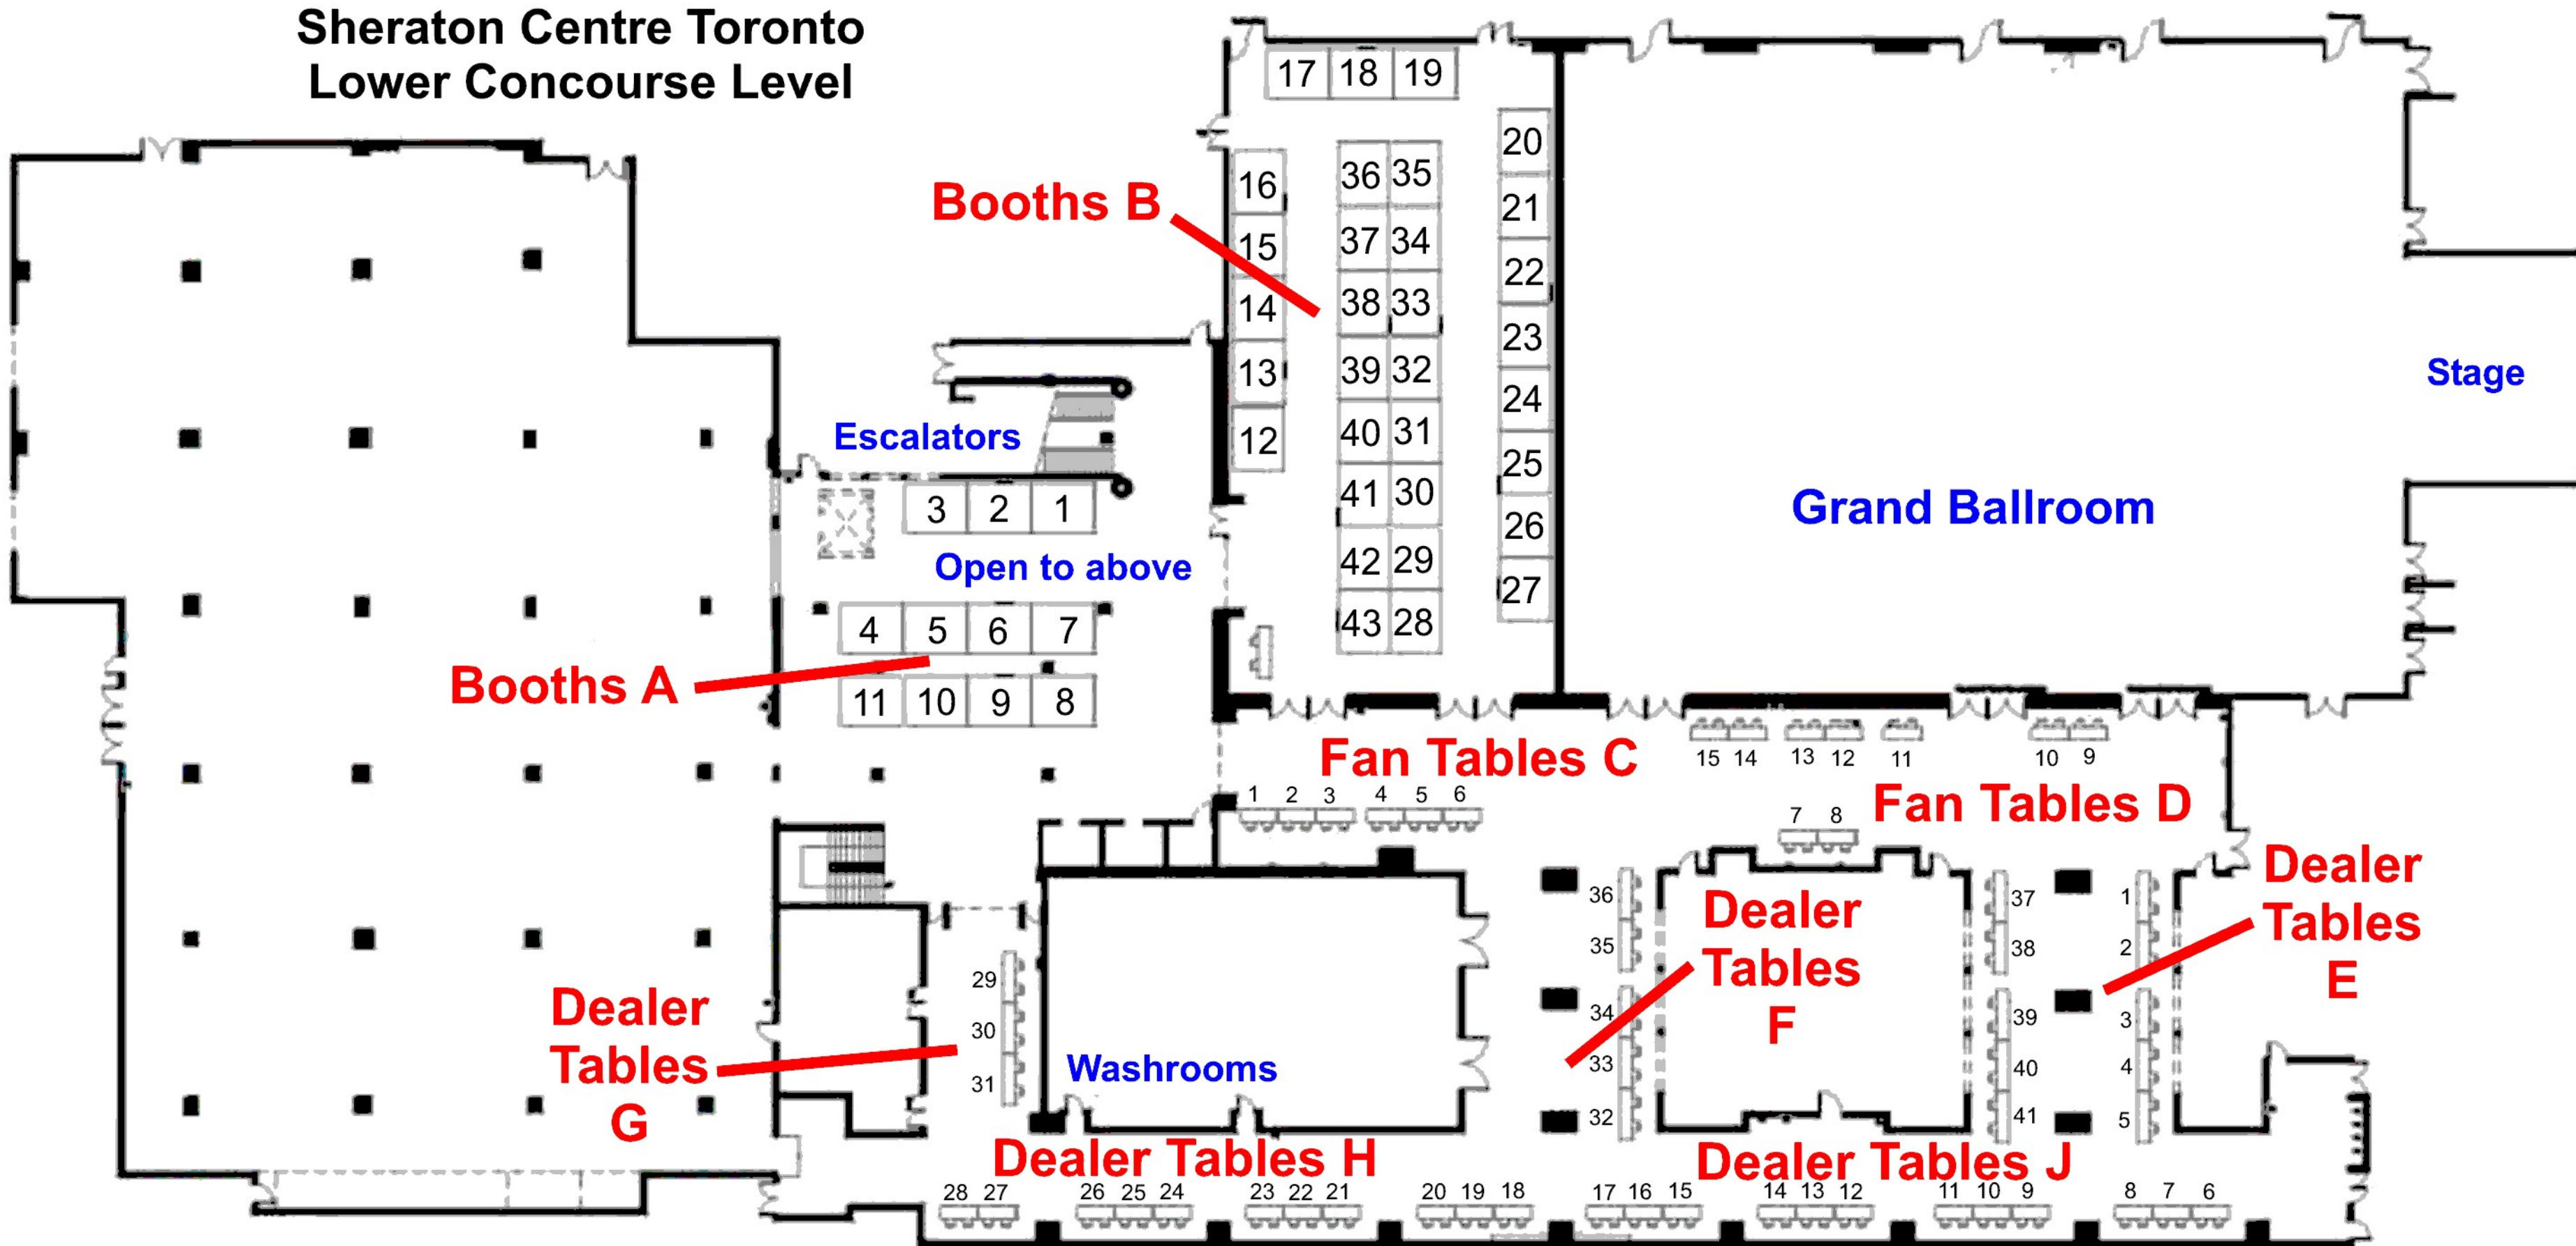 Sheraton Centre Toronto
Lower Concourse Level
17 18 19
20
16
36 35
Booths B
21
15
37 34
22
14
38 33
23
13
39 32
Stage
24
12
40 31
Escalators
25
41 30
3 2 1
Grand Ballroom
26
42 29
Open to above
27
43 28
4 5 6 7
Booths A
11 10 9 8
Fan Tables C
15 14 13 12 11 10 9
1 2 3 4 5 6
Fan Tables D
7 8
Dealer
Tables
E
36
35
34
33
32
Dealer
Tables
F
37
38
39
40
41
1
2
3
4
5
29
30
31
Dealer
Tables
G
Washrooms
Dealer Tables H
Dealer Tables J
28 27 26 25 24 23 22 21 20 19 18 17 16 15 14 13 12 11 10 9 8 7 6